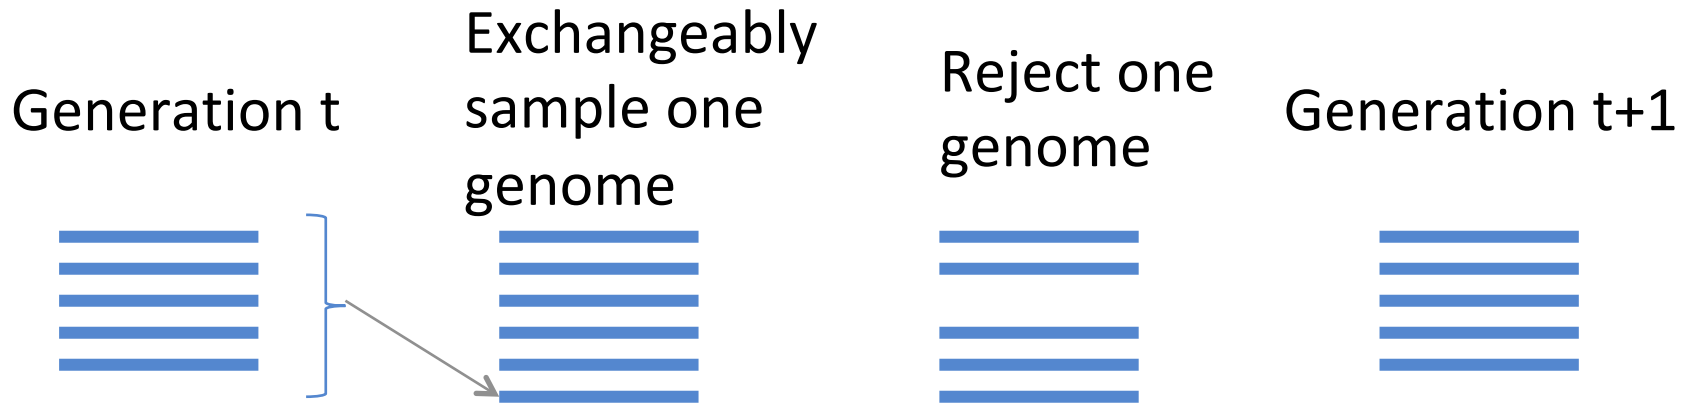 Generation t
Exchangeably
sample one
genome
Reject one
genome
Generation t+1